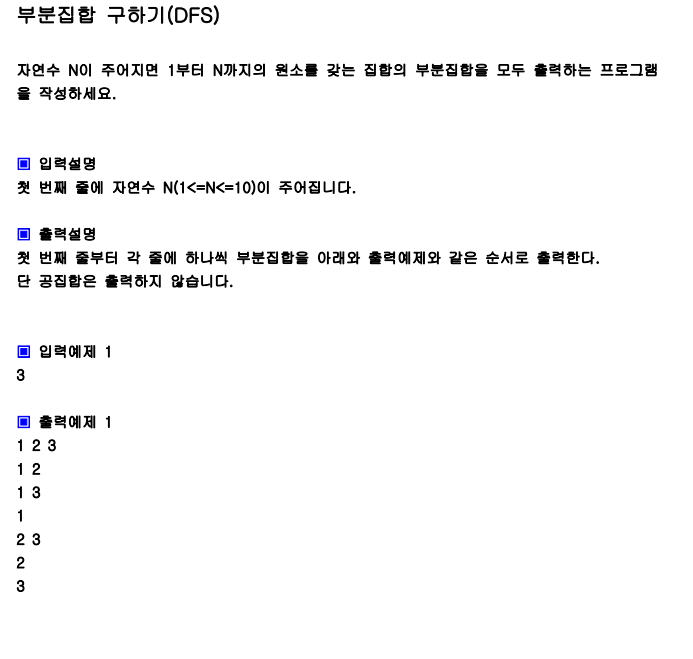 부분집합 구하기(DFS)
자연수 N이 주어지면 1부터 N까지의 원소를 갖는 집합의 부분집합을 모두 출력하는 프로그램
을 작성하세요.
▣ 입력설명
첫 번째 줄에 자연수 N(1<=N<=10)이 주어집니다.
▣ 출력설명
첫 번째 줄부터 각 줄에 하나씩 부분집합을 아래와 출력예제와 같은 순서로 출력한다.
단 공집합은 출력하지 않습니다.
▣ 입력예제 1
3
▣ 출력예제 1
1 2 3
1 2
1 3
1
2 3
2
3